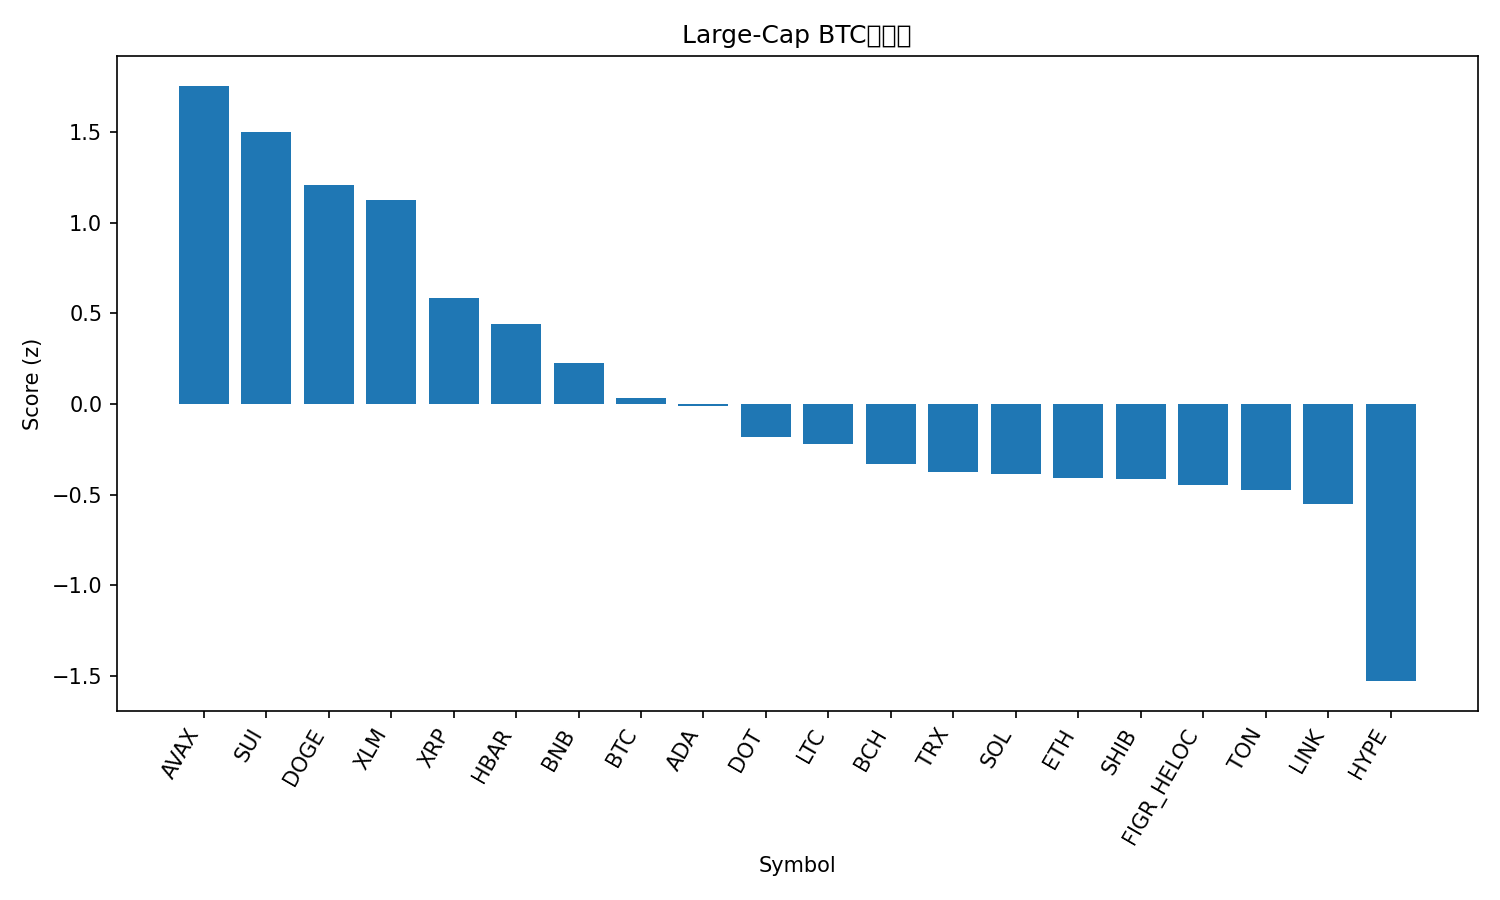 Large-Cap BTC
Score (z)
1.5
1.0
0.5
0.0
−0.5
−1.0
−1.5
AVAX
SUI
DOGE
XLM
XRP
HBAR
BNB
BTC
ADA
DOT
LTC
BCH
TRX
SOL
ETH
SHIB
FIGR_HELOC
TON
LINK
HYPE
Symbol